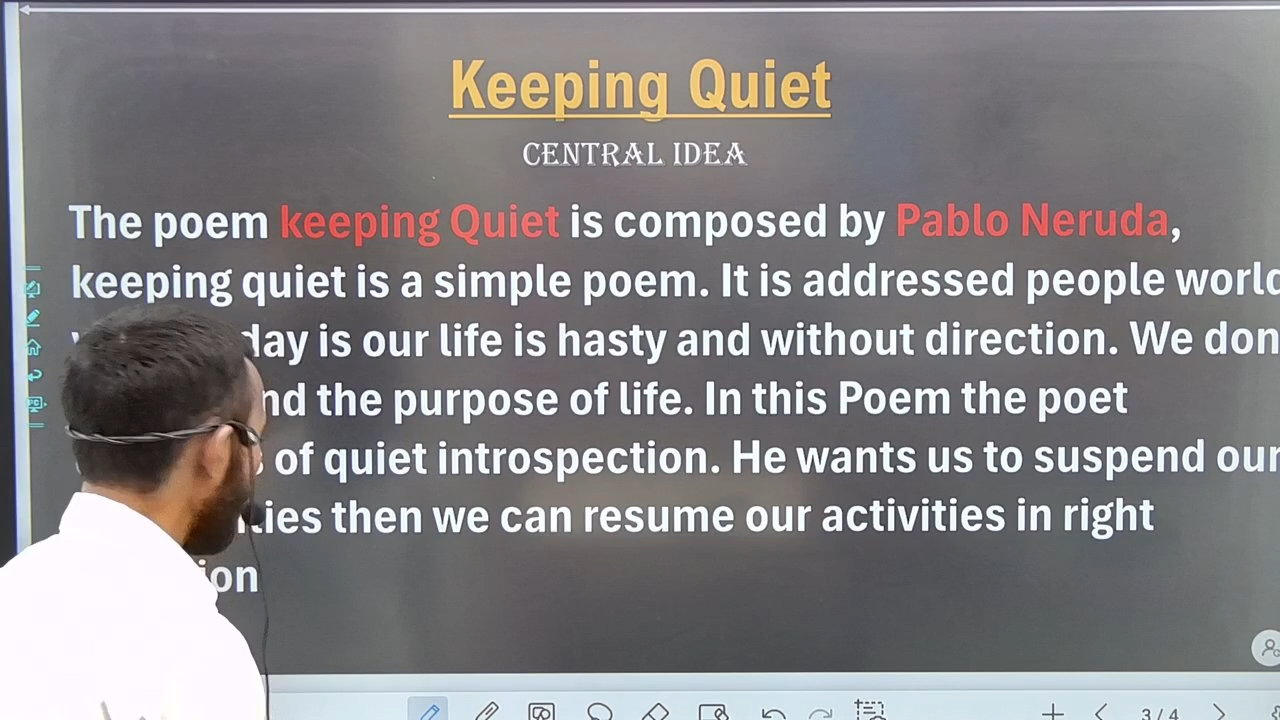 Keeping Quiet
CENTRAL IDEA
The poem keeping Quiet is composed by Pablo Neruda,
keeping quiet is a simple poem. It is addressed people world
day is our life is hasty and without direction. We don
the purpose of life. In this Poem the poet
of quiet introspection. He wants us to suspend our
then we can resume our activities in right
3/4